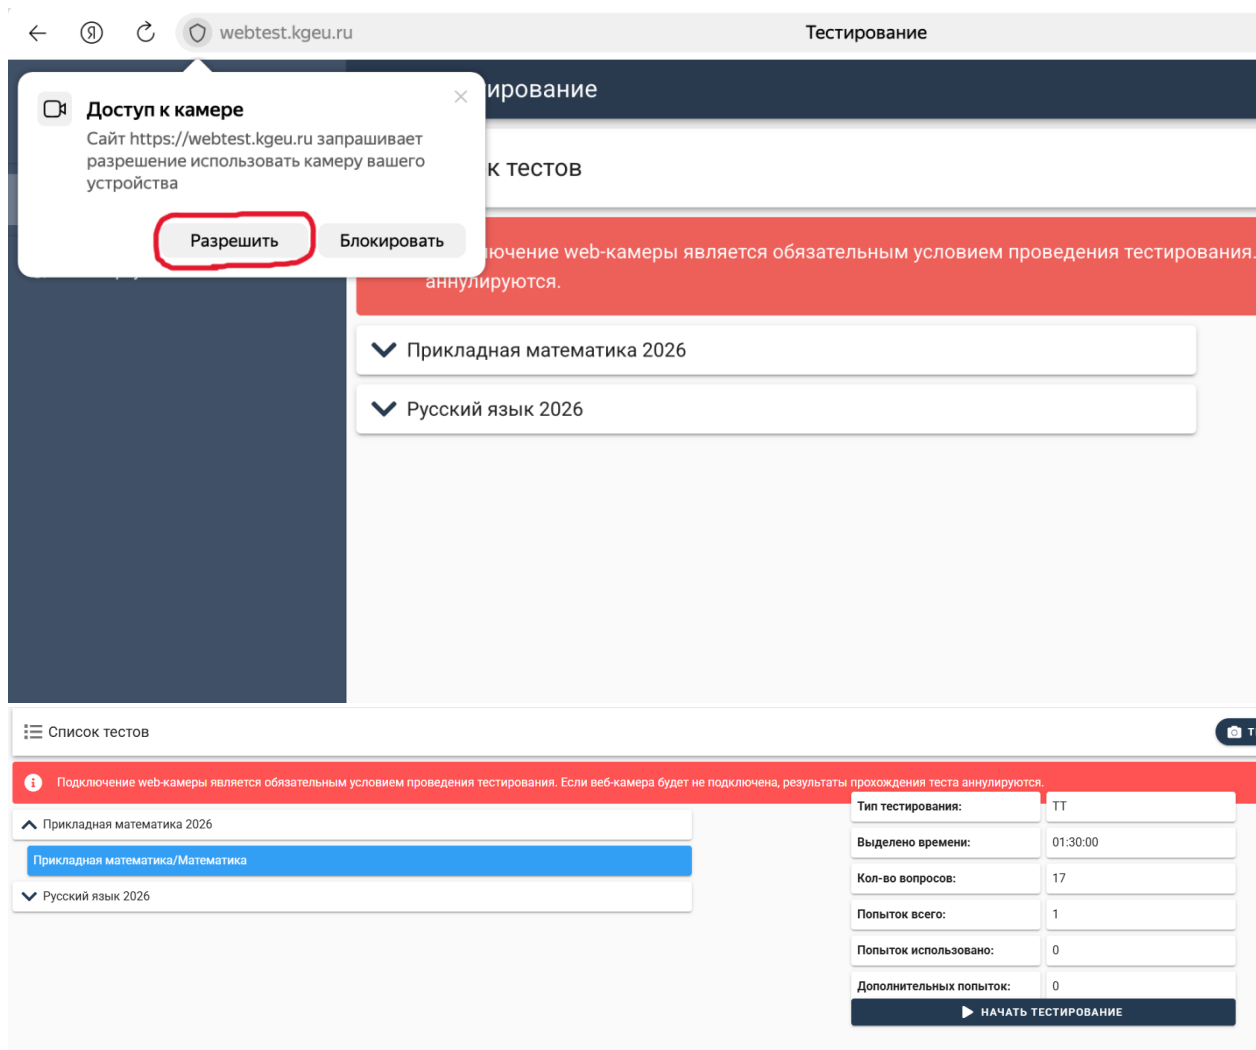 webtest.kgeu.ru
Тестирование
Доступ к камере
Сайт https://webtest.kgeu.ru запрашивает
разрешение использовать камеру вашего
устройства
Разрешить
Блокировать
ирование
к тестов
ючение web-камеры является обязательным условием проведения тестирования.
аннулируются.
Прикладная математика 2026
Русский язык 2026
Список тестов
Подключение web-камеры является обязательным условием проведения тестирования. Если веб-камера будет не подключена, результаты прохождения теста аннулируются.
Прикладная математика 2026
Прикладная математика/Математика
Русский язык 2026
Тип тестирования: ТТ
Выделено времени: 01:30:00
Кол-во вопросов: 17
Попыток всего: 1
Попыток использовано: 0
Дополнительных попыток: 0
НАЧАТЬ ТЕСТИРОВАНИЕ